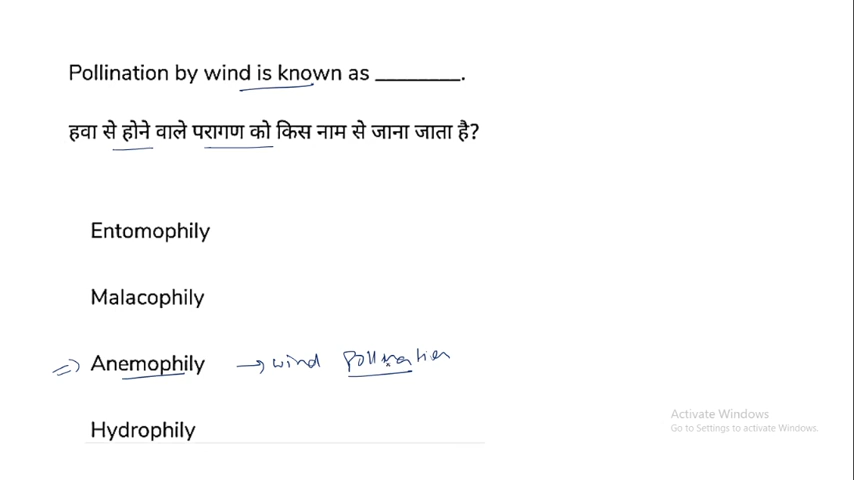 Pollination by wind is known as ________.
हवा से होने वाले परागण को किस नाम से जाना जाता है?
Entomophily
Malacophily
=> Anemophily → wind pollination
Hydrophily
Activate Windows
Go to Settings to activate Windows.